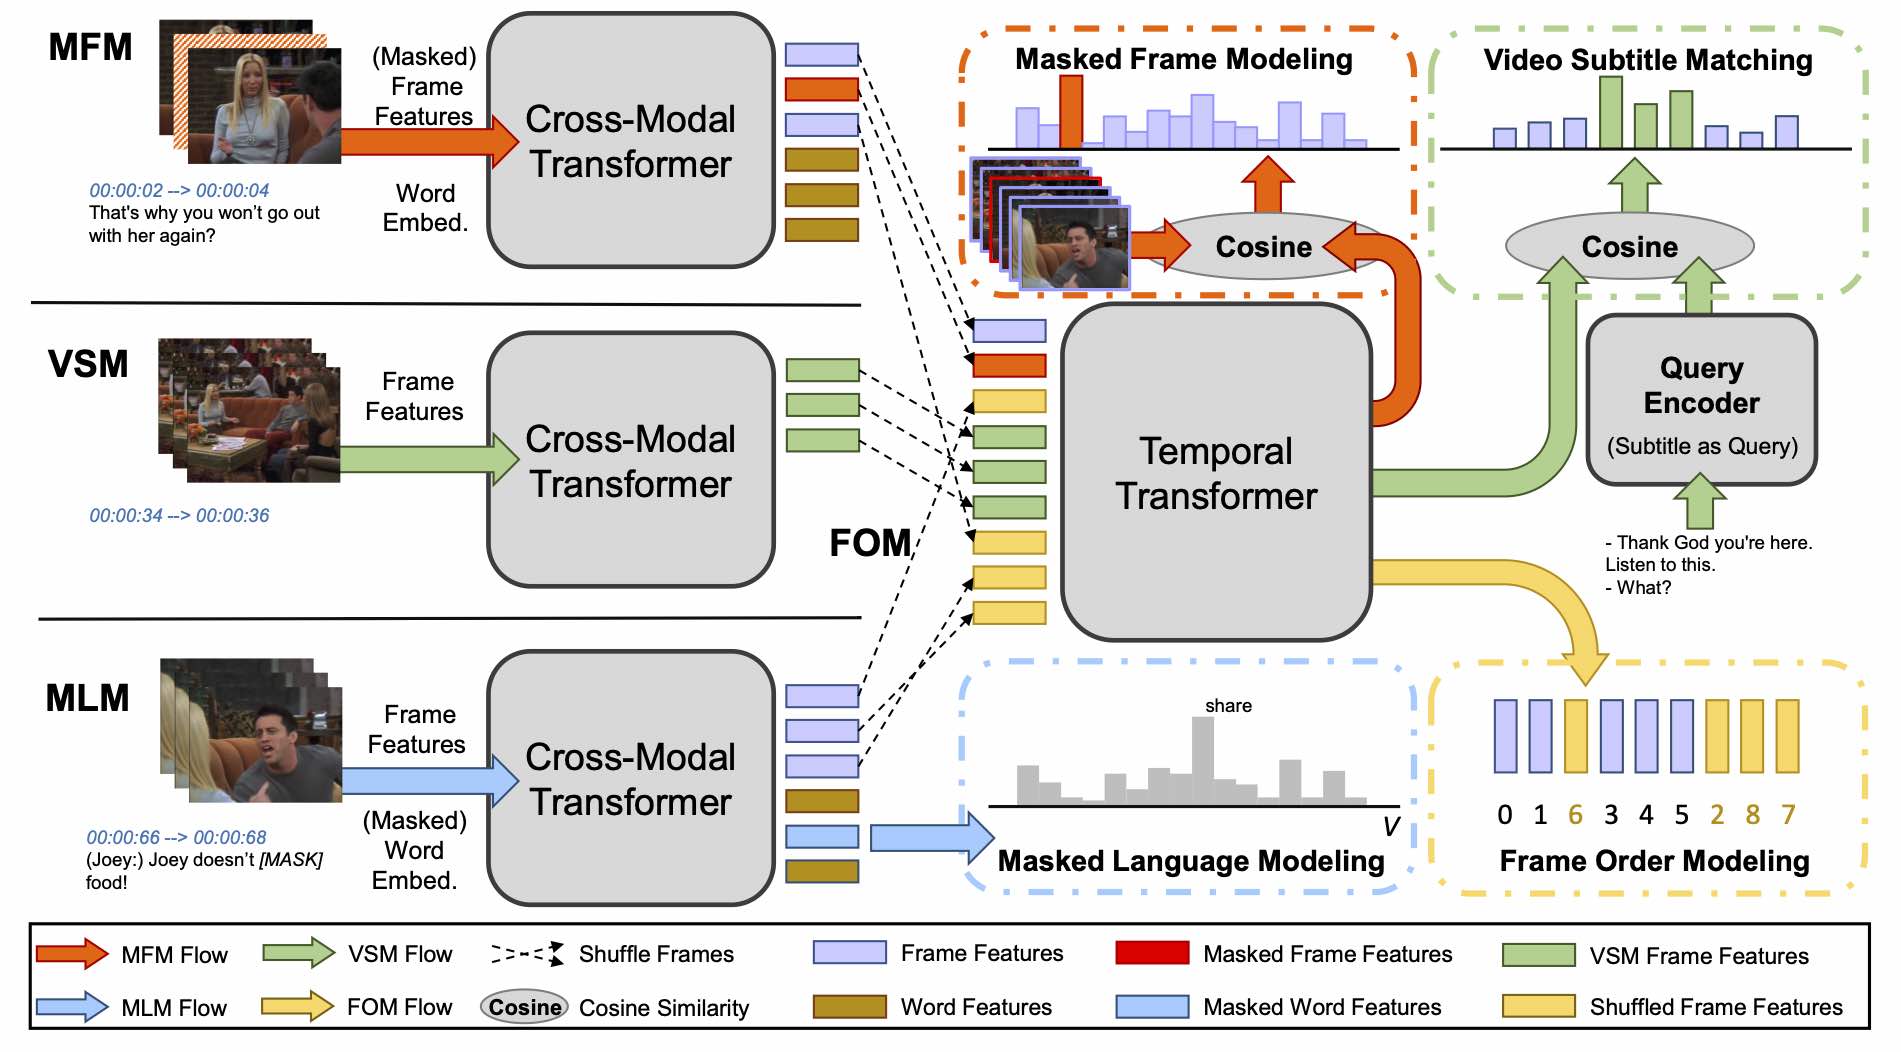 MFM
(Masked)
Frame
Features
Word
Embed.
Cross-Modal
Transformer
00:00:02 --> 00:00:04
That's why you won't go out
with her again?
VSM
Frame
Features
Cross-Modal
Transformer
00:00:34 --> 00:00:36
MLM
Frame
Features
(Masked)
Word
Embed.
Cross-Modal
Transformer
00:00:66 --> 00:00:68
(Joey:) Joey doesn't [MASK]
food!
FOM
Masked Frame Modeling
Cosine
Video Subtitle Matching
Cosine
Temporal
Transformer
Query
Encoder
(Subtitle as Query)
- Thank God you're here.
Listen to this.
- What?
share
V
Masked Language Modeling
0 1 6 3 4 5 2 8 7
Frame Order Modeling
MFM Flow
VSM Flow
Shuffle Frames
Frame Features
Masked Frame Features
VSM Frame Features
MLM Flow
FOM Flow
Cosine
Cosine Similarity
Word Features
Masked Word Features
Shuffled Frame Features